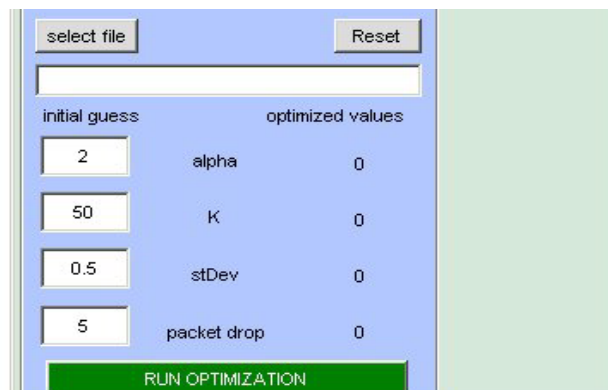 select file Reset
initial guess optimized values
2 alpha 0
50 K 0
0.5 stDev 0
5 packet drop 0
RUN OPTIMIZATION